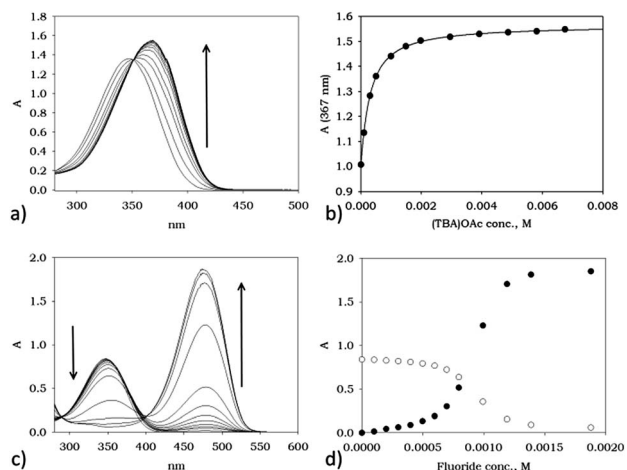 1.8
1.6
1.4
1.2
1.0
0.8
0.6
0.4
0.2
0.0
A
300 350 400 450 500
nm
a)
1.6
1.5
1.4
1.3
1.2
1.1
1.0
0.9
A (367 nm)
0.000 0.002 0.004 0.006 0.008
(TBA)OAc conc., M
b)
2.0
1.5
1.0
0.5
0.0
A
300 350 400 450 500 550 600
nm
c)
2.0
1.5
1.0
0.5
0.0
A
0.0000 0.0005 0.0010 0.0015 0.0020
Fluoride conc., M
d)